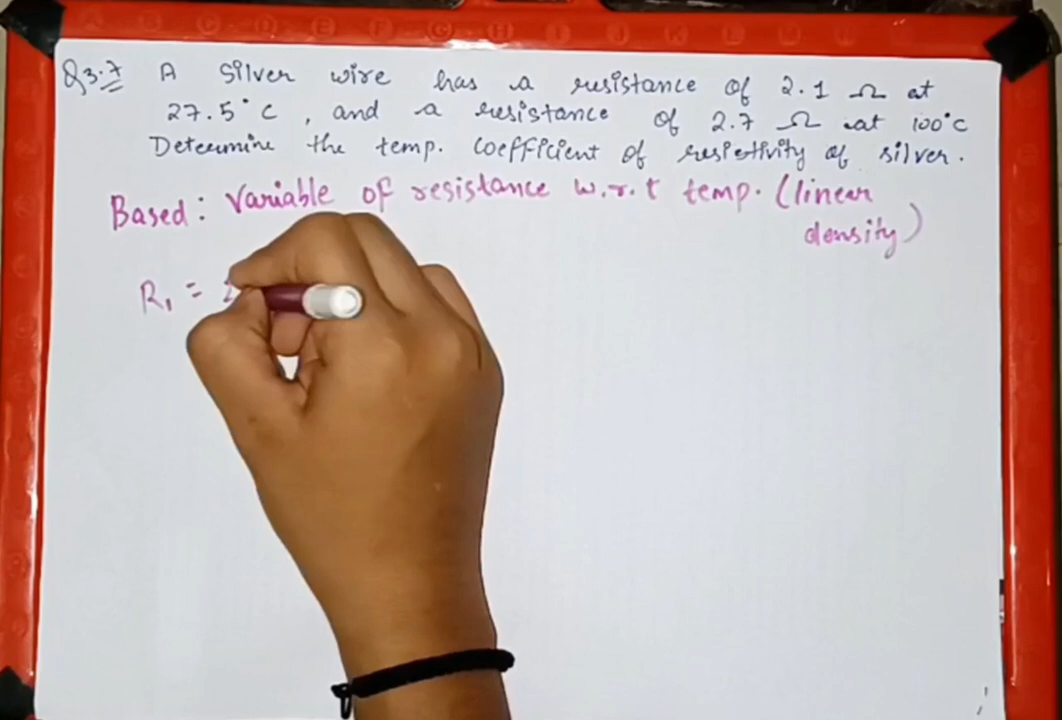 Q3.7 A Silver wire has a resistance of 2.1 Ω at
27.5°C, and a resistance of 2.7 Ω at 100°C
Determine the temp. coefficient of resistivity of silver.
Based: Variable of resistance w.r.t temp. (linear
density)
R₁ =